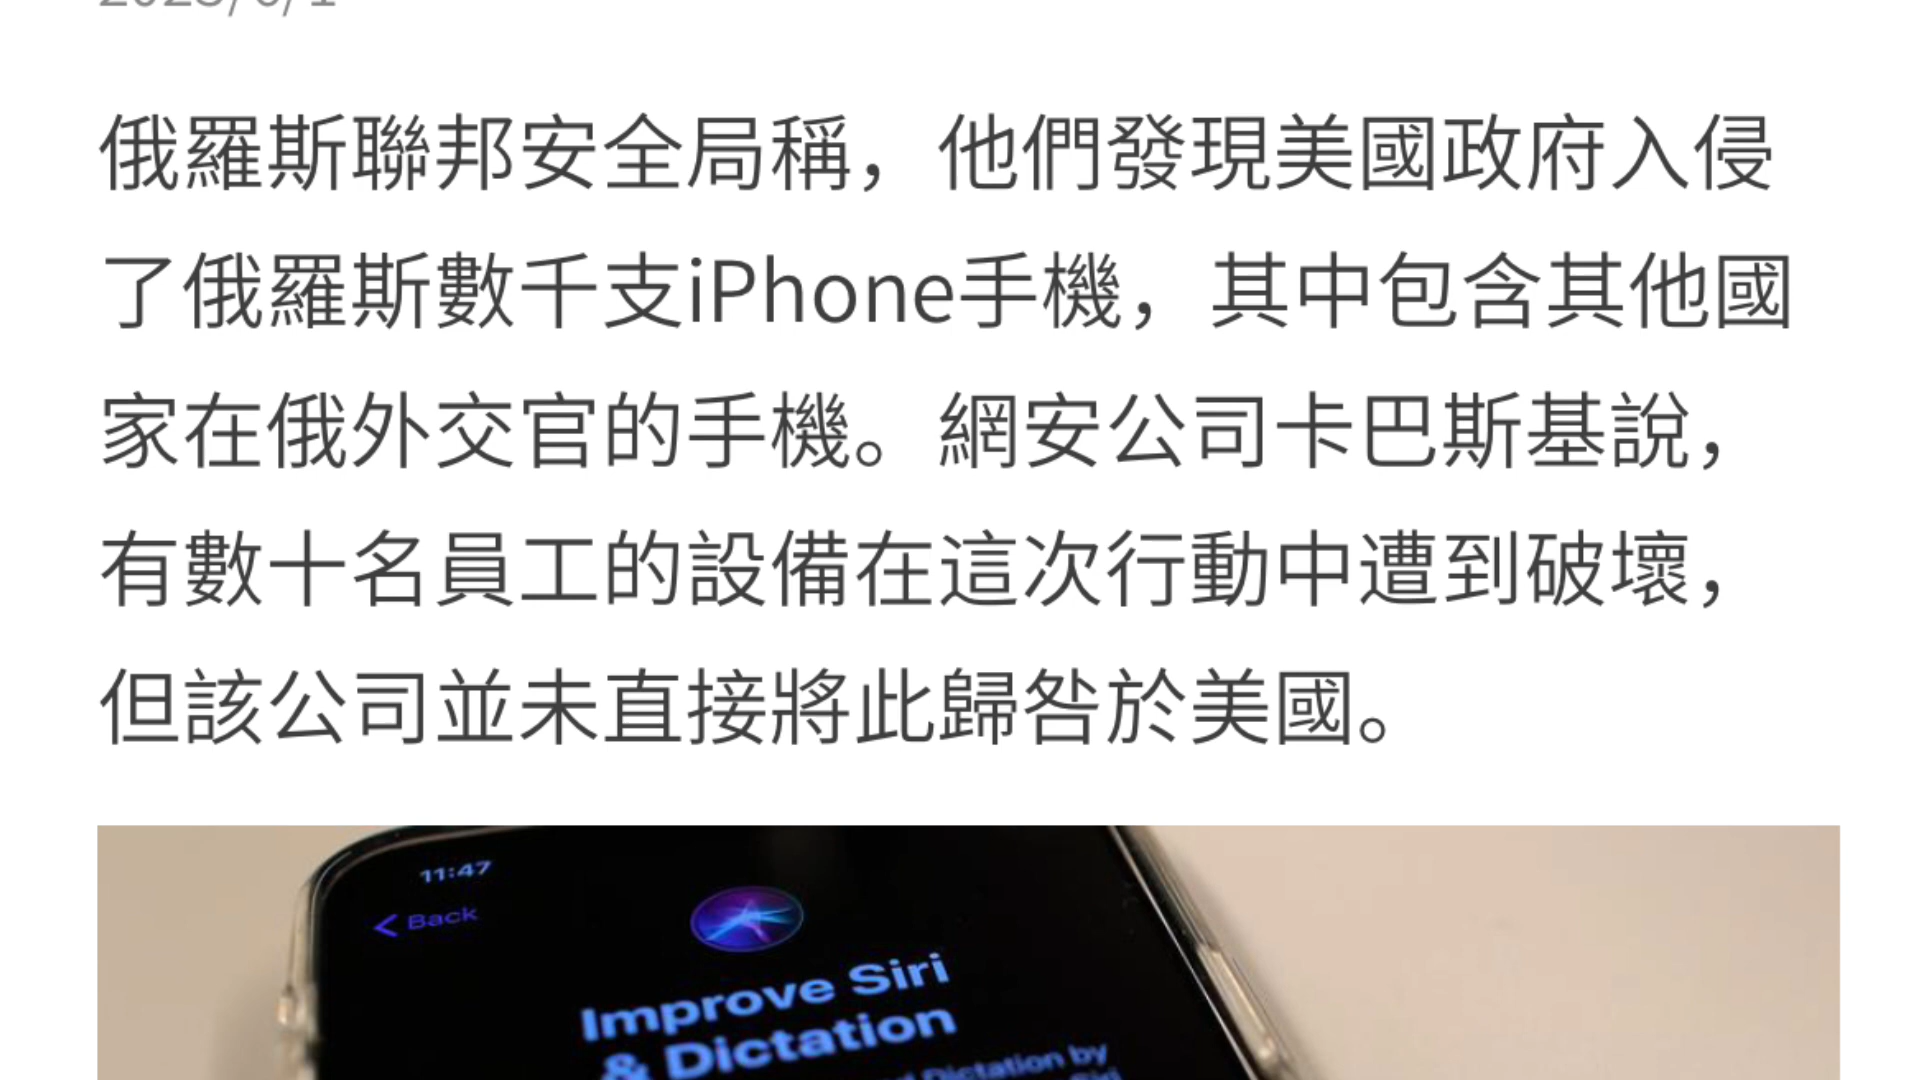 俄羅斯聯邦安全局稱，他們發現美國政府入侵
了俄羅斯數千支iPhone手機，其中包含其他國
家在俄外交官的手機。網安公司卡巴斯基說，
有數十名員工的設備在這次行動中遭到破壞，
但該公司並未直接將此歸咎於美國。
11:47
Back
Improve Siri
& Dictation
Dictation by
Siri